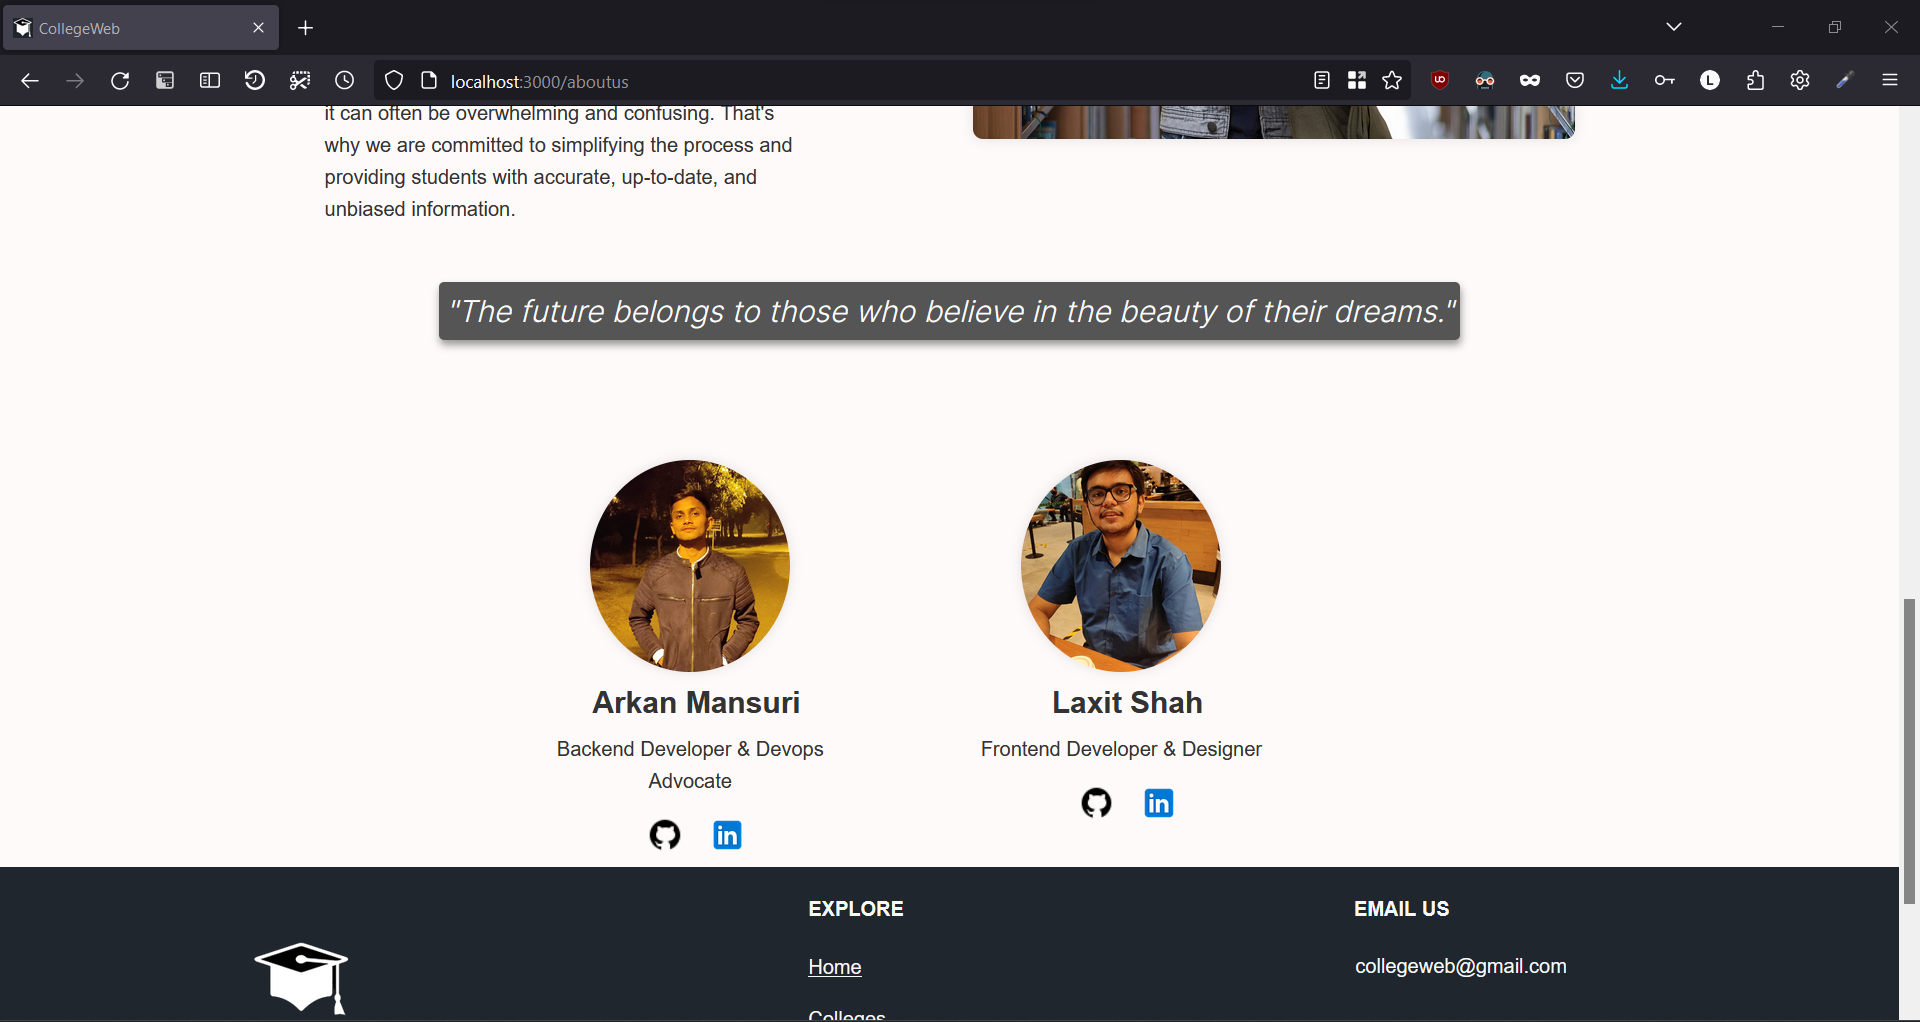 CollegeWeb
localhost:3000/aboutus
it can often be overwhelming and confusing. That's
why we are committed to simplifying the process and
providing students with accurate, up-to-date, and
unbiased information.
"The future belongs to those who believe in the beauty of their dreams."
Arkan Mansuri
Backend Developer & Devops
Advocate
in
Laxit Shah
Frontend Developer & Designer
in
EXPLORE
Home
Colleges
EMAIL US
collegeweb@gmail.com